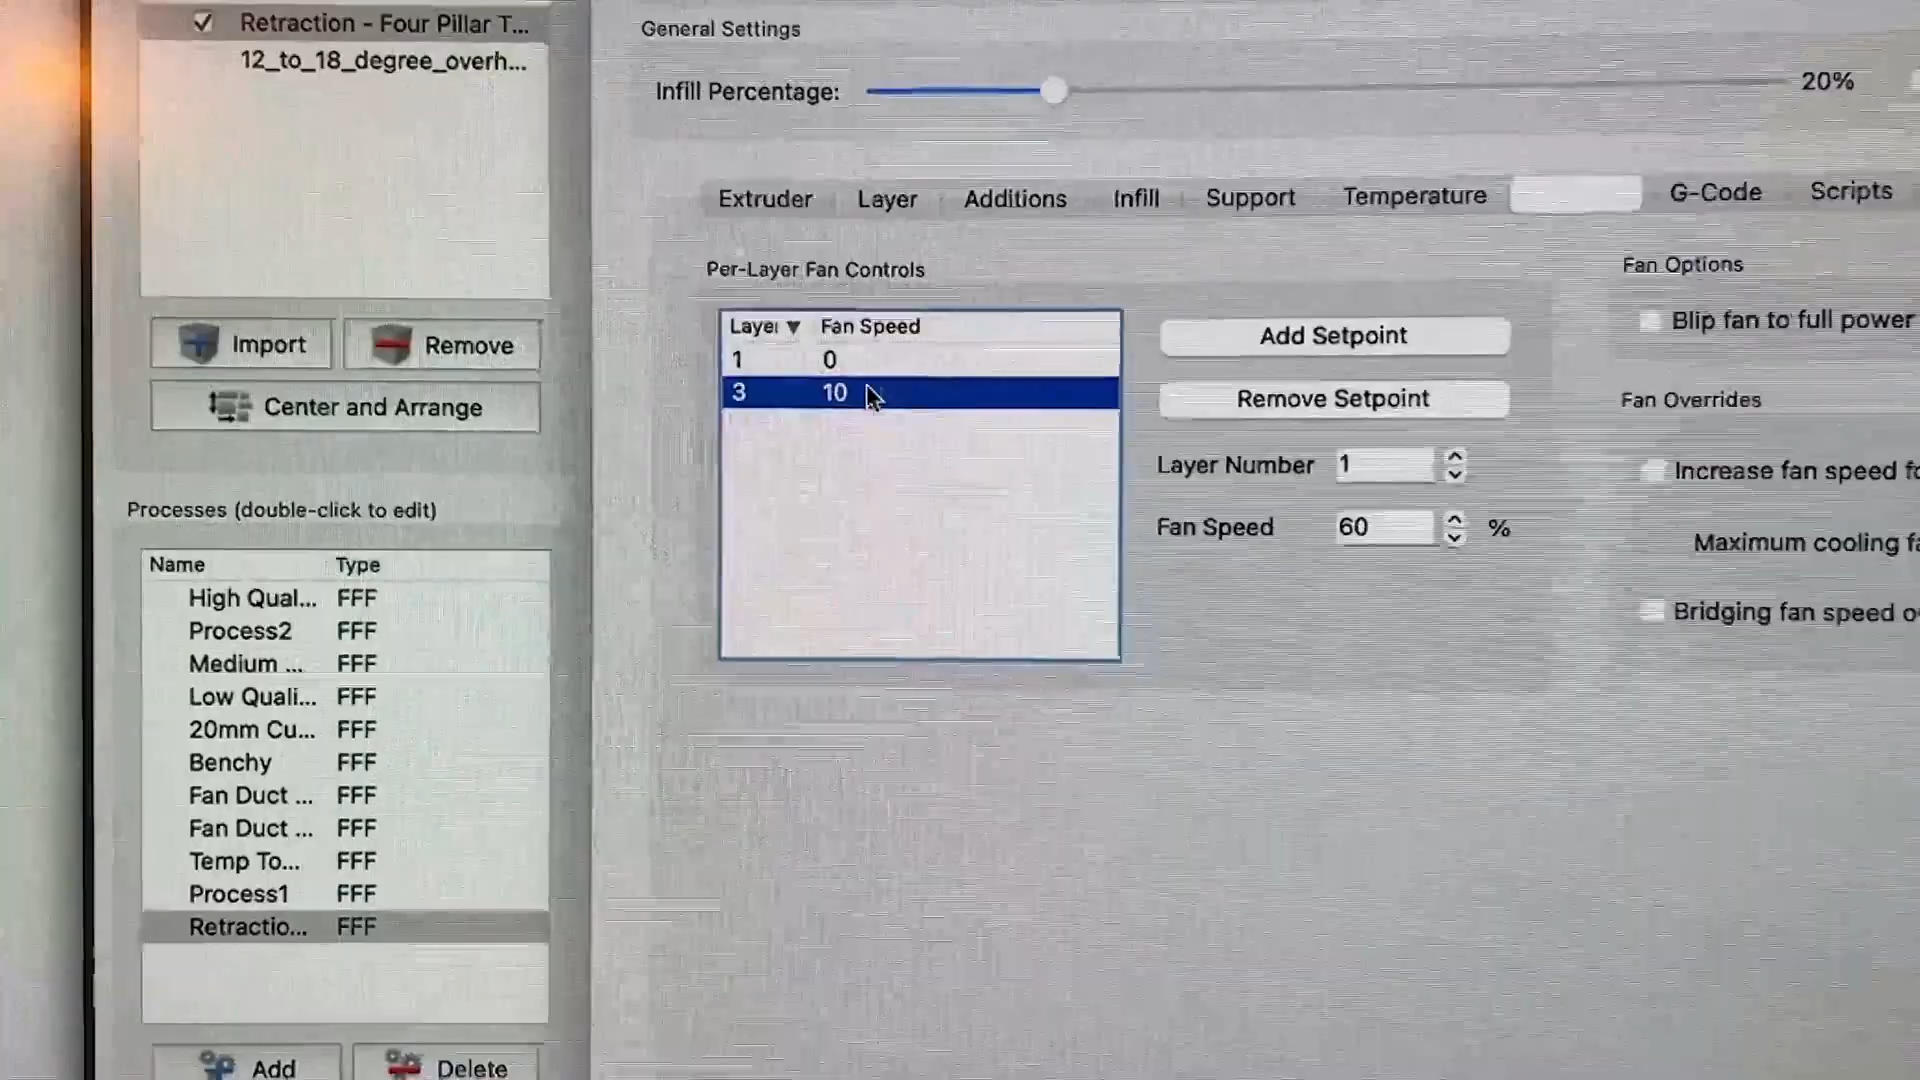 Retraction - Four Pillar T...
12_to_18_degree_overh...
Import
Remove
Center and Arrange
Processes (double-click to edit)
Name Type
High Qual... FFF
Process2 FFF
Medium ... FFF
Low Quali... FFF
20mm Cu... FFF
Benchy FFF
Fan Duct ... FFF
Fan Duct ... FFF
Temp To... FFF
Process1 FFF
Retractio... FFF
Add
Delete
General Settings
Infill Percentage: 20%
Extruder Layer Additions Infill Support Temperature G-Code Scripts
Per-Layer Fan Controls
Layer Fan Speed
1 0
3 10
Add Setpoint
Remove Setpoint
Layer Number 1
Fan Speed 60 %
Fan Options
Blip fan to full power
Fan Overrides
Increase fan speed fo
Maximum cooling fa
Bridging fan speed o